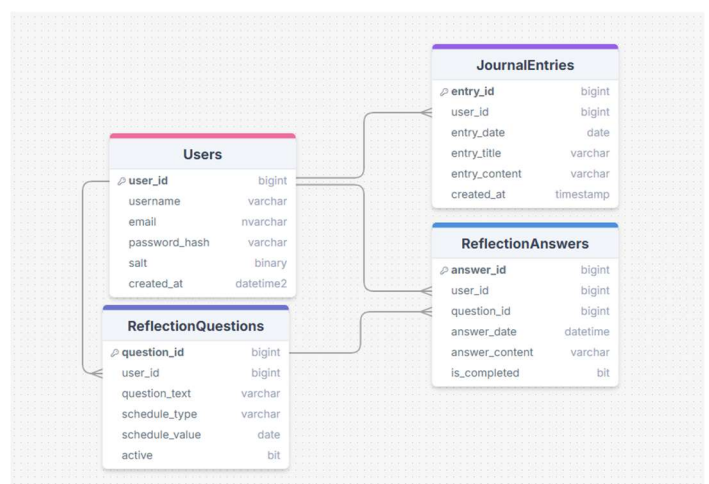 Users
user_id bigint
username varchar
email nvarchar
password_hash varchar
salt binary
created_at datetime2
ReflectionQuestions
question_id bigint
user_id bigint
question_text varchar
schedule_type varchar
schedule_value date
active bit
JournalEntries
entry_id bigint
user_id bigint
entry_date date
entry_title varchar
entry_content varchar
created_at timestamp
ReflectionAnswers
answer_id bigint
user_id bigint
question_id bigint
answer_date datetime
answer_content varchar
is_completed bit